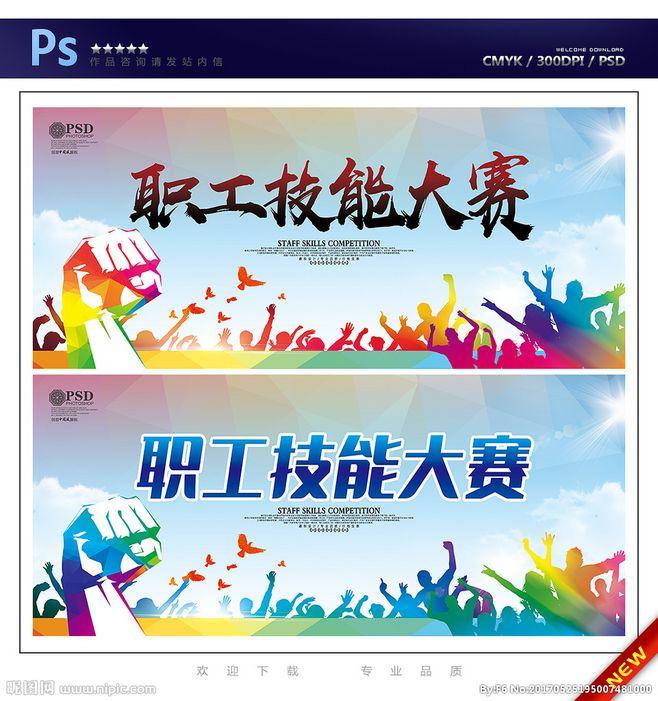 Ps ★★★★★
作品咨询请发站内信
WELCOME DOWNLOAD
CMYK / 300DPI / PSD
PSD
PHOTOSHOP
职工技能大赛
STAFF SKILLS COMPETITION
PSD
PHOTOSHOP
职工技能大赛
STAFF SKILLS COMPETITION
欢迎下载 专业品质
NEW
昵图网 www.nipic.com
By:F6 No:20170525195007481000